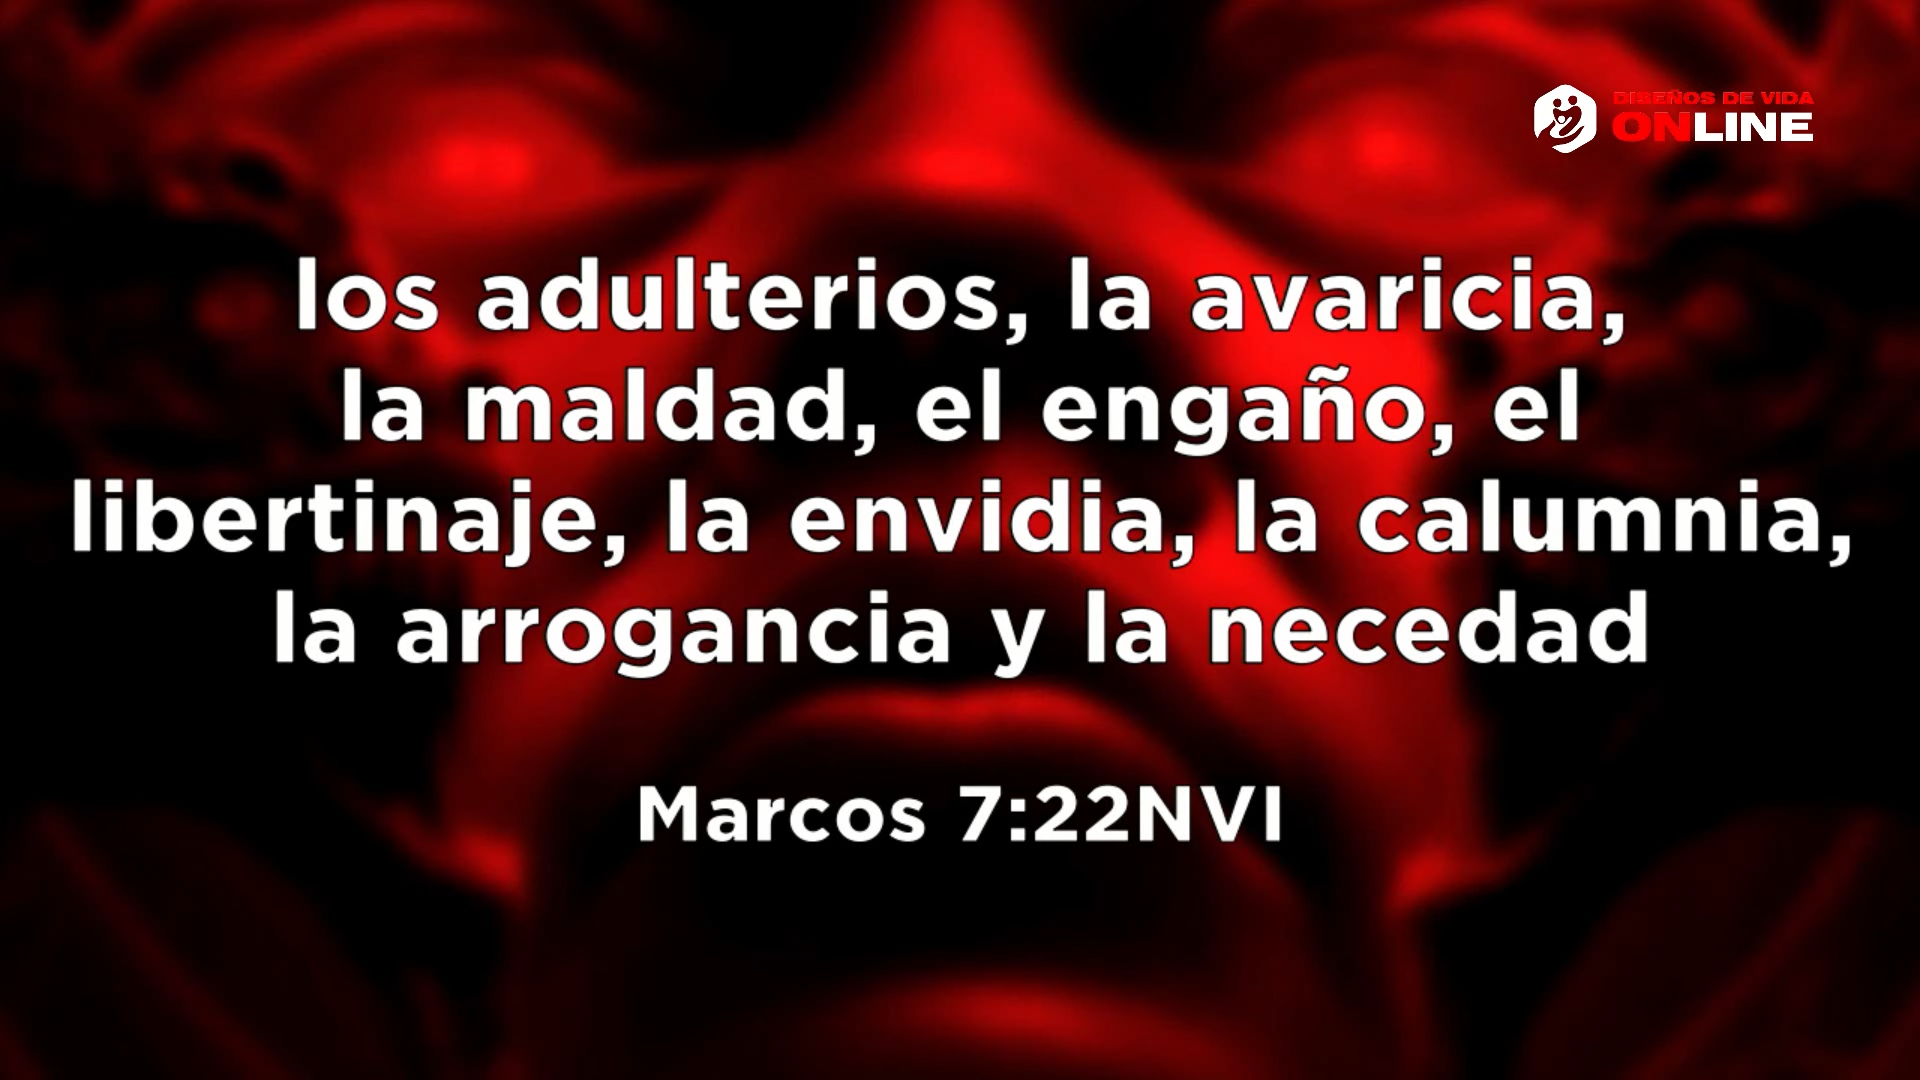 DISEÑOS DE VIDA
ONLINE
los adulterios, la avaricia,
la maldad, el engaño, el
libertinaje, la envidia, la calumnia,
la arrogancia y la necedad
Marcos 7:22NVI